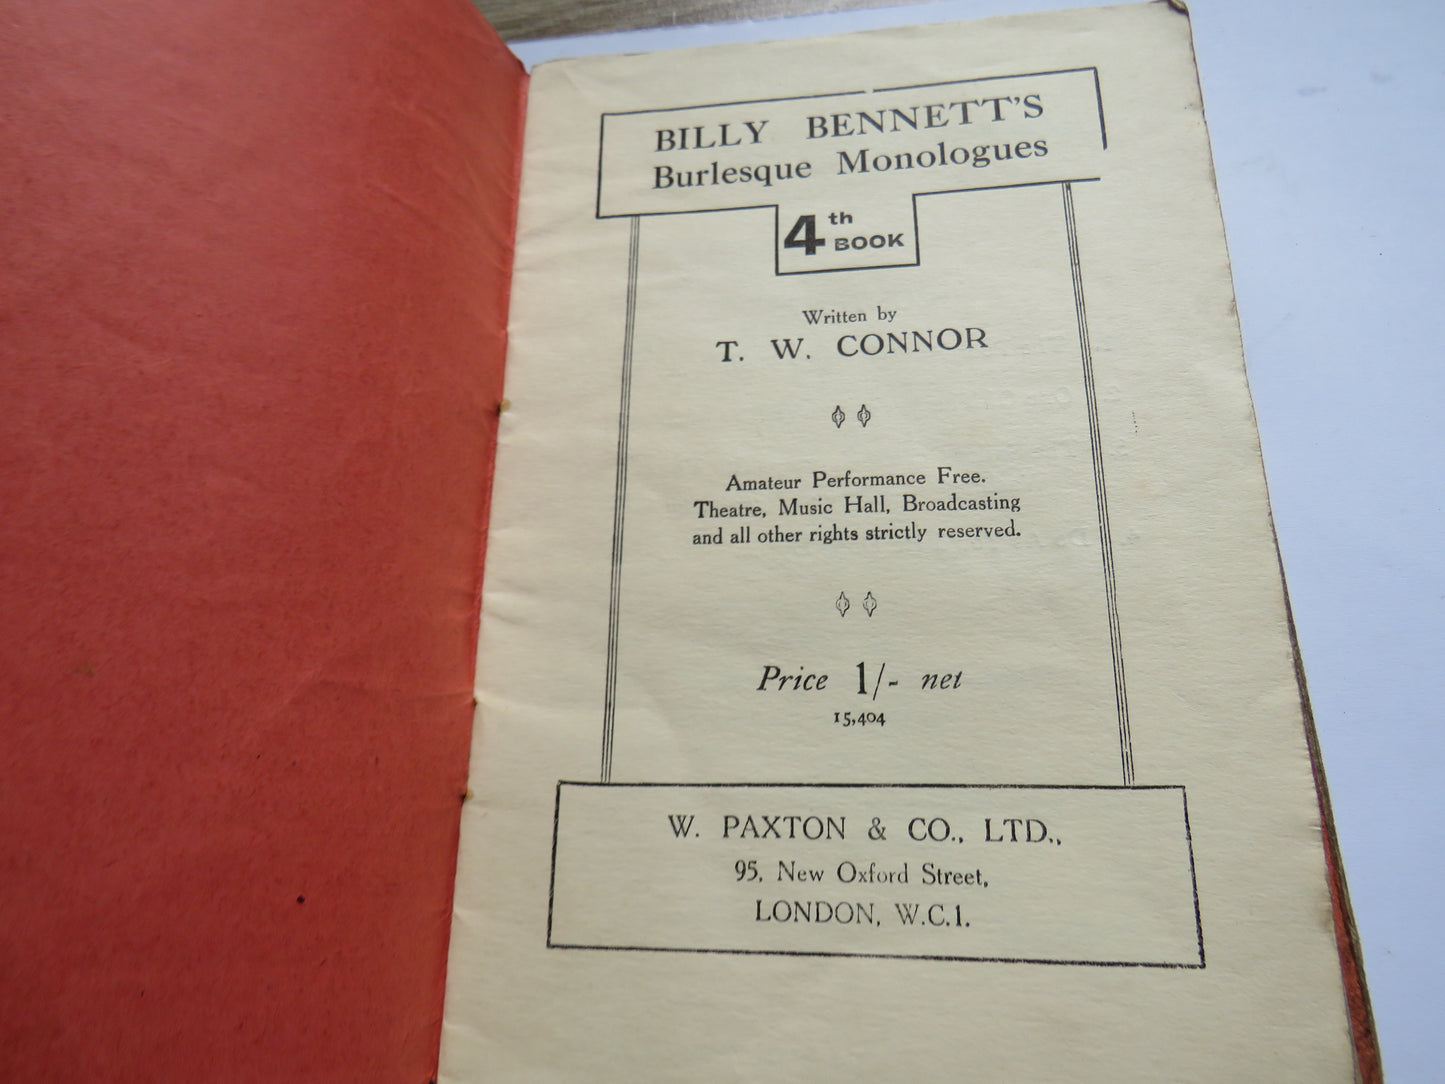 BILLY BENNETT'S
Burlesque Monologues
4th BOOK
Written by
T. W. CONNOR
Amateur Performance Free.
Theatre, Music Hall, Broadcasting
and all other rights strictly reserved.
Price 1/- net
15,404
W. PAXTON & CO., LTD.,
95, New Oxford Street,
LONDON, W.C.1.